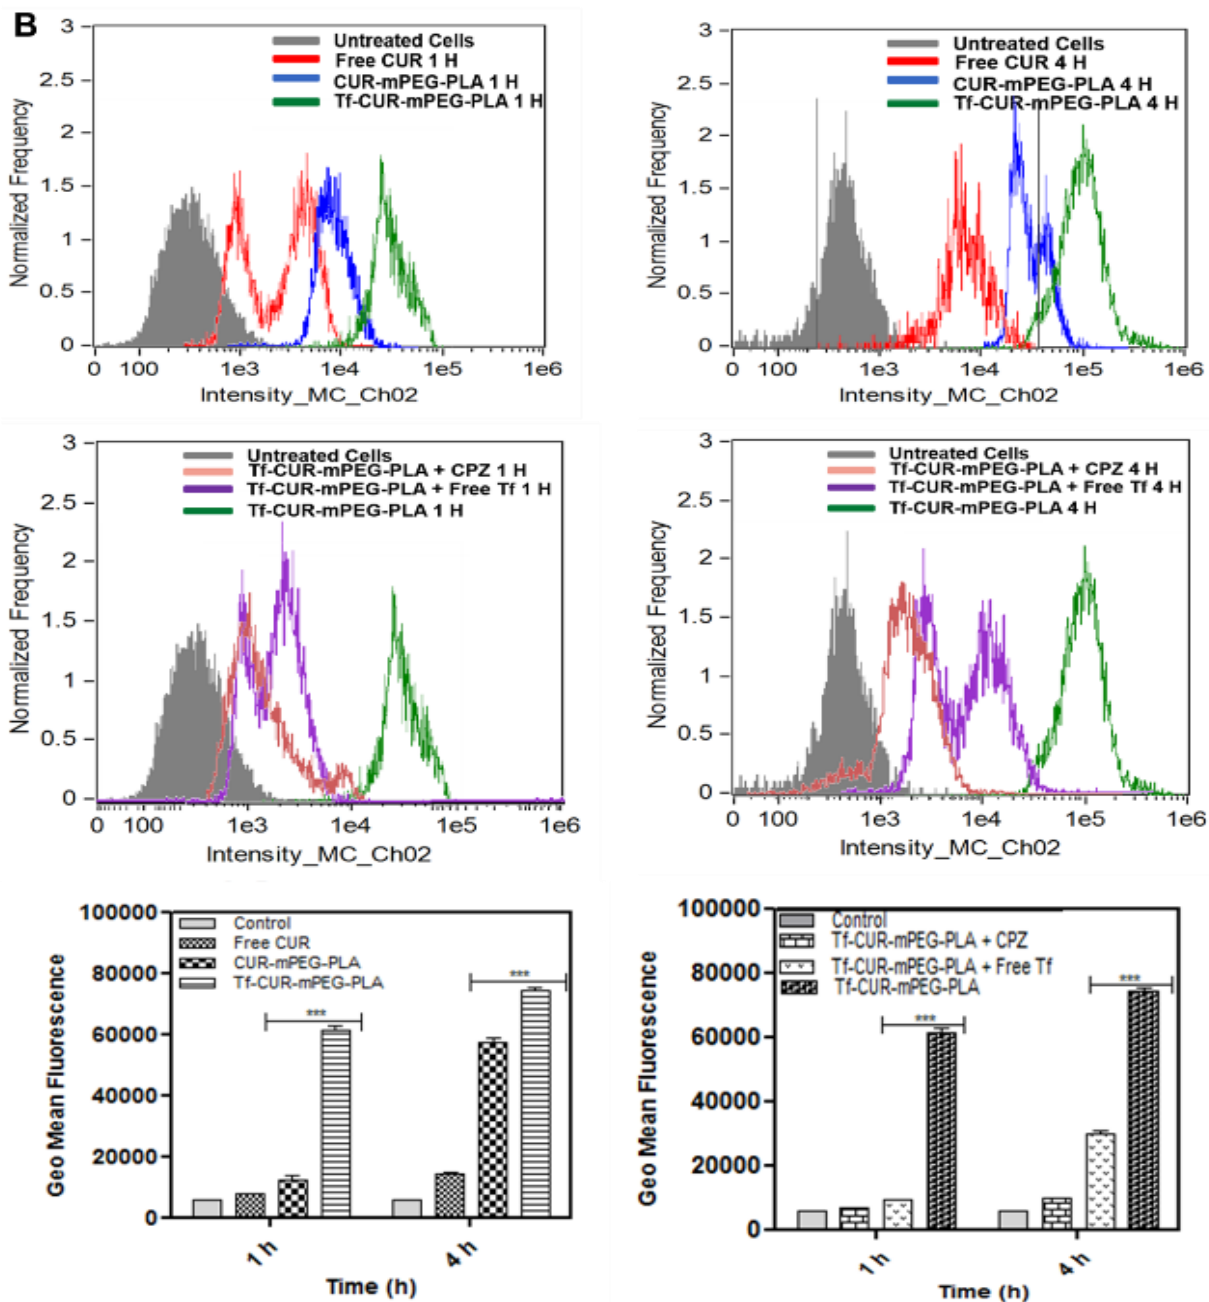 B
3
2.5
2
1.5
1
0.5
0
Normalized Frequency
Untreated Cells
Free CUR 1 H
CUR-mPEG-PLA 1 H
Tf-CUR-mPEG-PLA 1 H
0 100 1e3 1e4 1e5 1e6
Intensity_MC_Ch02
3
2.5
2
1.5
1
0.5
0
Normalized Frequency
Untreated Cells
Free CUR 4 H
CUR-mPEG-PLA 4 H
Tf-CUR-mPEG-PLA 4 H
0 100 1e3 1e4 1e5 1e6
Intensity_MC_Ch02
3
2.5
2
1.5
1
0.5
0
Normalized Frequency
Untreated Cells
Tf-CUR-mPEG-PLA + CPZ 1 H
Tf-CUR-mPEG-PLA + Free Tf 1 H
Tf-CUR-mPEG-PLA 1 H
0 100 1e3 1e4 1e5 1e6
Intensity_MC_Ch02
3
2.5
2
1.5
1
0.5
0
Normalized Frequency
Untreated Cells
Tf-CUR-mPEG-PLA + CPZ 4 H
Tf-CUR-mPEG-PLA + Free Tf 4 H
Tf-CUR-mPEG-PLA 4 H
0 100 1e3 1e4 1e5 1e6
Intensity_MC_Ch02
100000
80000
60000
40000
20000
0
Geo Mean Fluorescence
Control
Free CUR
CUR-mPEG-PLA
Tf-CUR-mPEG-PLA
***
***
1 h
4 h
Time (h)
100000
80000
60000
40000
20000
0
Geo Mean Fluorescence
Control
Tf-CUR-mPEG-PLA + CPZ
Tf-CUR-mPEG-PLA + Free Tf
Tf-CUR-mPEG-PLA
***
***
1 h
4 h
Time (h)